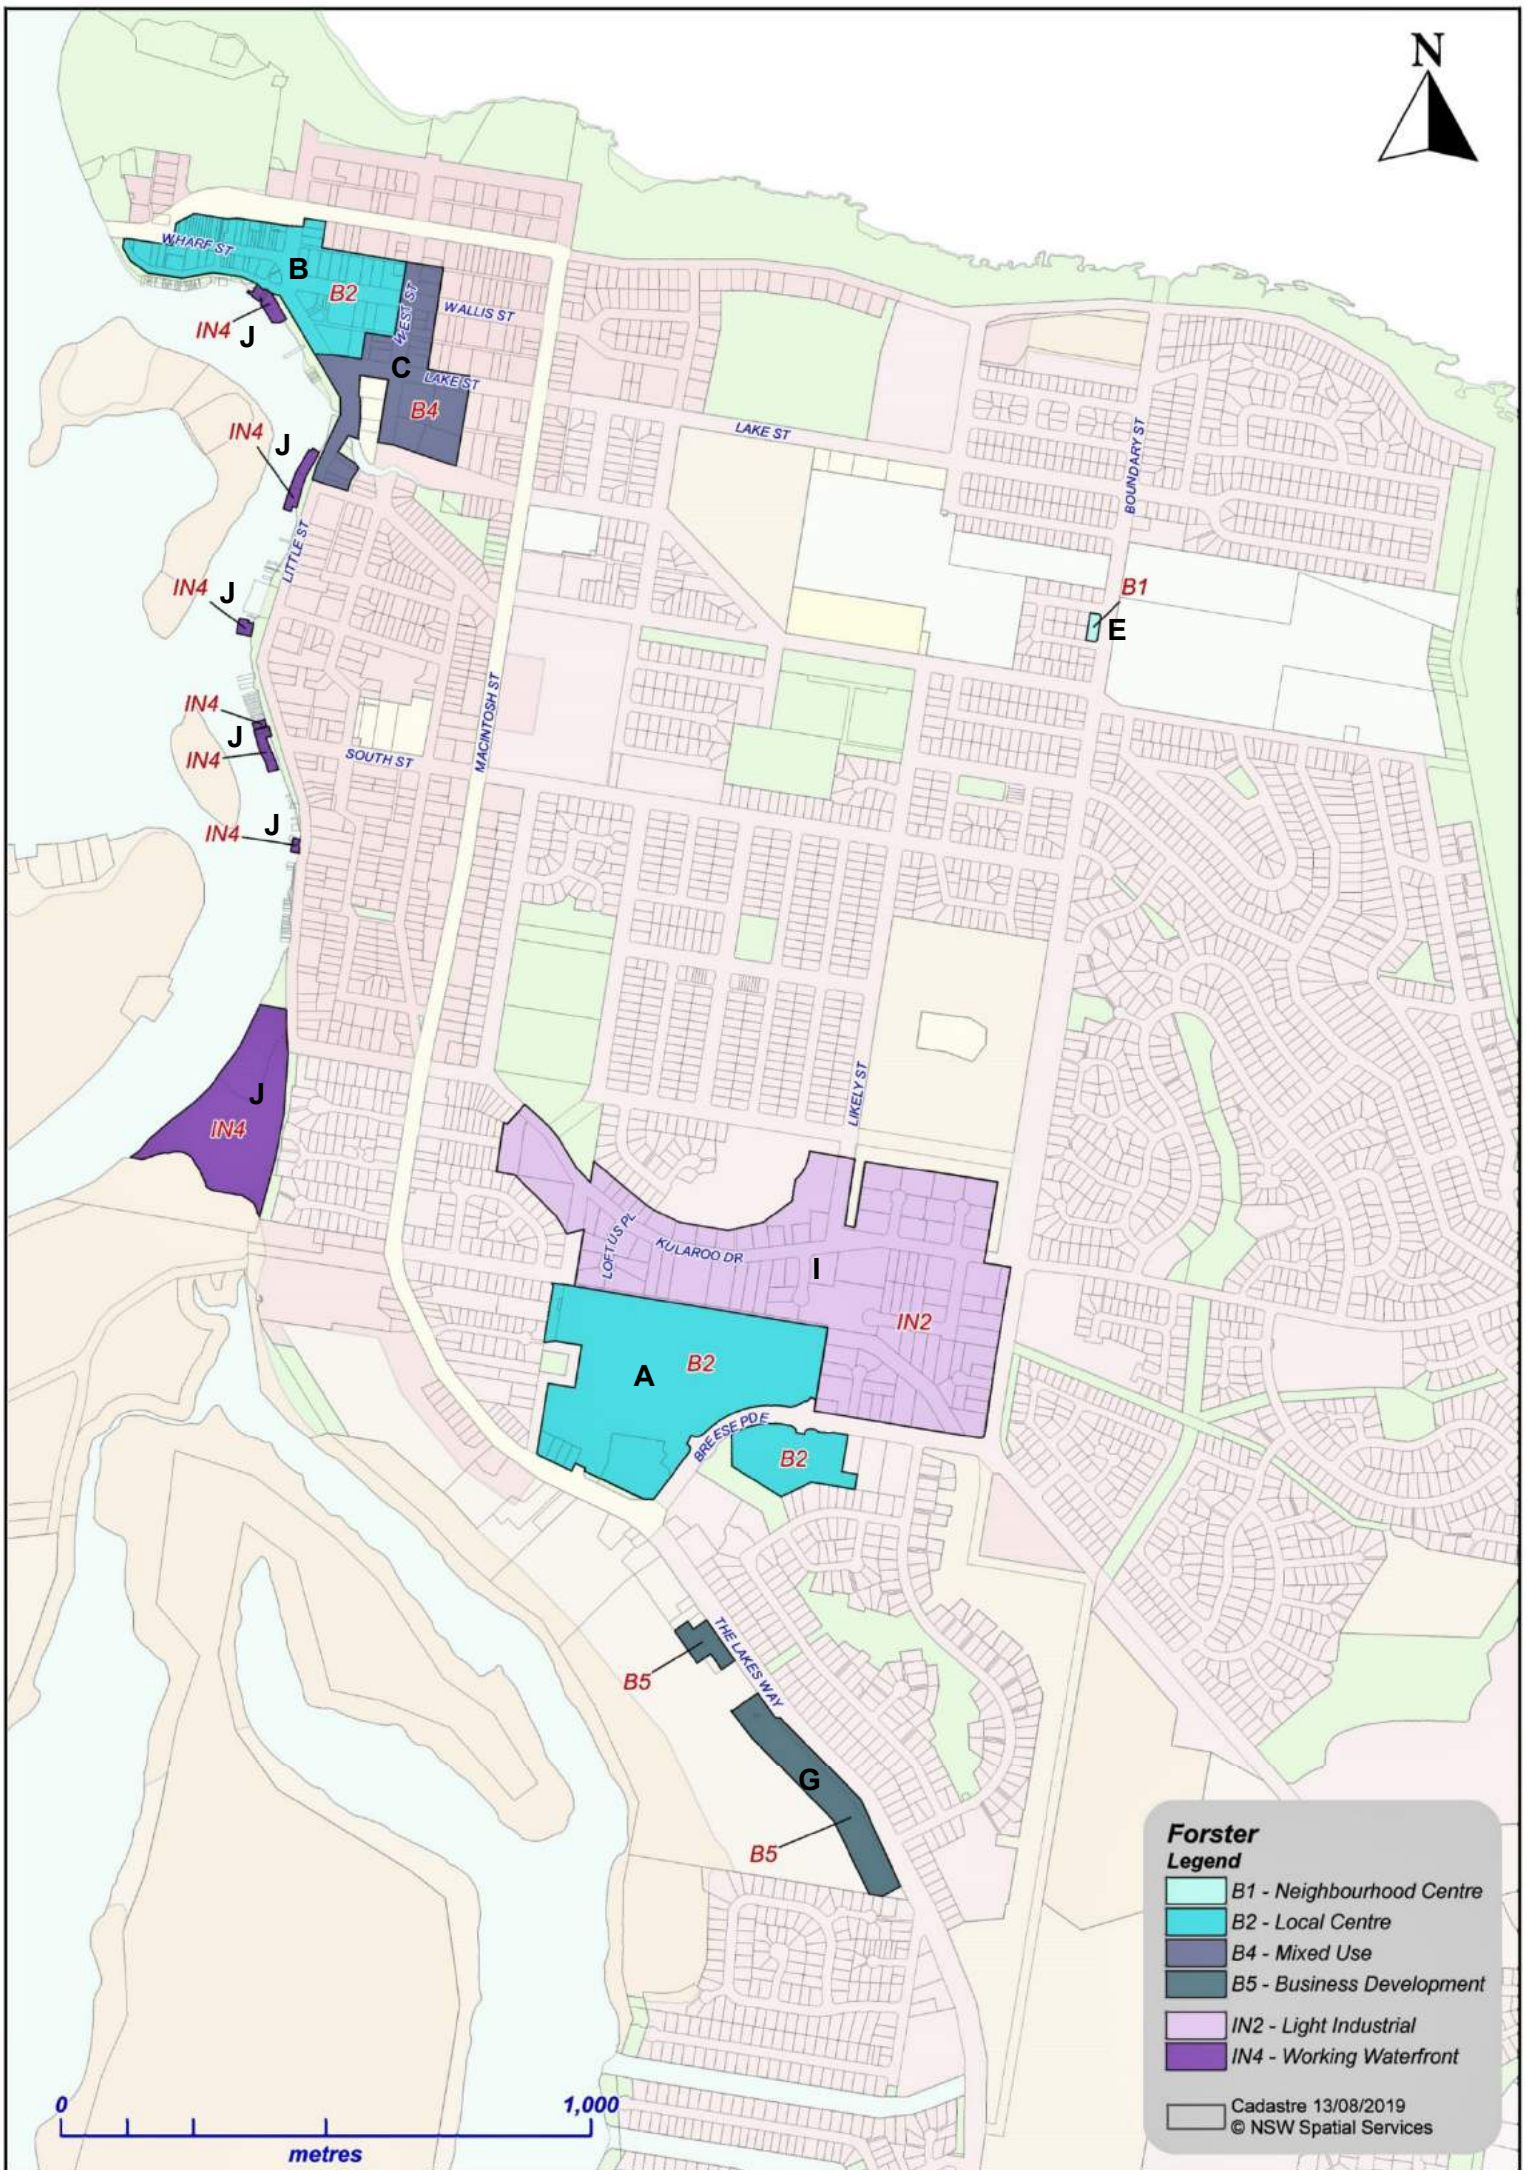 N
WHARF ST
B
B2
WEST ST
WALLIS ST
IN4
J
C
LAKE ST
B4
IN4
J
LAKE ST
BOUNDARY ST
LITTLE ST
IN4
J
B1
E
MACINTOSH ST
IN4
J
IN4
SOUTH ST
J
IN4
J
IN4
LIKELY ST
LOFTUS PL
KULAROO DR
I
IN2
A
B2
BREESE PDE
B2
THE LAKES WAY
B5
G
B5
Forster
Legend
B1 - Neighbourhood Centre
B2 - Local Centre
B4 - Mixed Use
B5 - Business Development
IN2 - Light Industrial
IN4 - Working Waterfront
Cadastre 13/08/2019
© NSW Spatial Services
0
1,000
metres